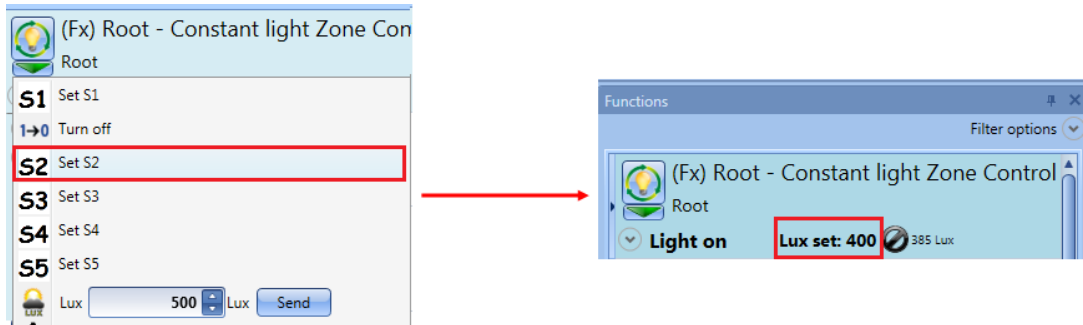 (Fx) Root - Constant light Zone Con
Root
S1 Set S1
1→0 Turn off
S2 Set S2
S3 Set S3
S4 Set S4
S5 Set S5
LUX Lux 500 Lux Send
Functions
Filter options
(Fx) Root - Constant light Zone Control
Root
Light on Lux set: 400 385 Lux